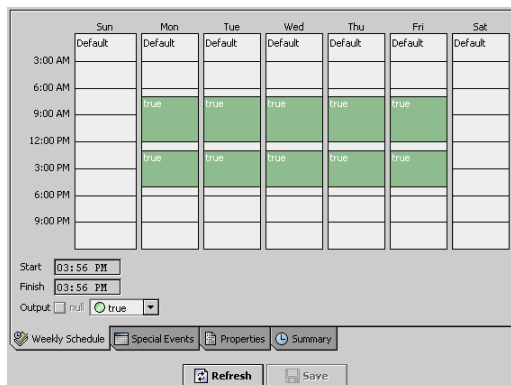 Sun Mon Tue Wed Thu Fri Sat
Default Default Default Default Default Default Default
3:00 AM
6:00 AM
true true true true true
9:00 AM
12:00 PM
true true true true true
3:00 PM
6:00 PM
9:00 PM
Start 03:56 PM
Finish 03:56 PM
Output null true
Weekly Schedule Special Events Properties Summary
Refresh Save